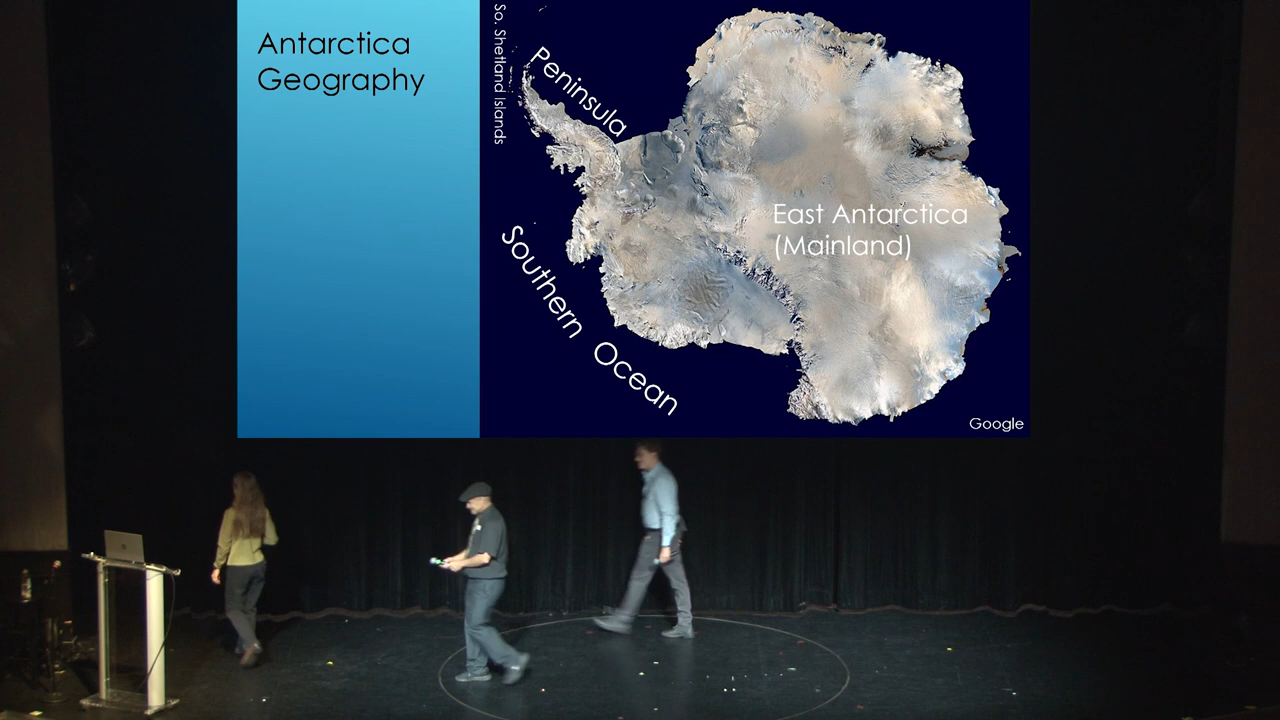 Antarctica
Geography
So. Shetland Islands
Peninsula
East Antarctica
(Mainland)
Southern Ocean
Google